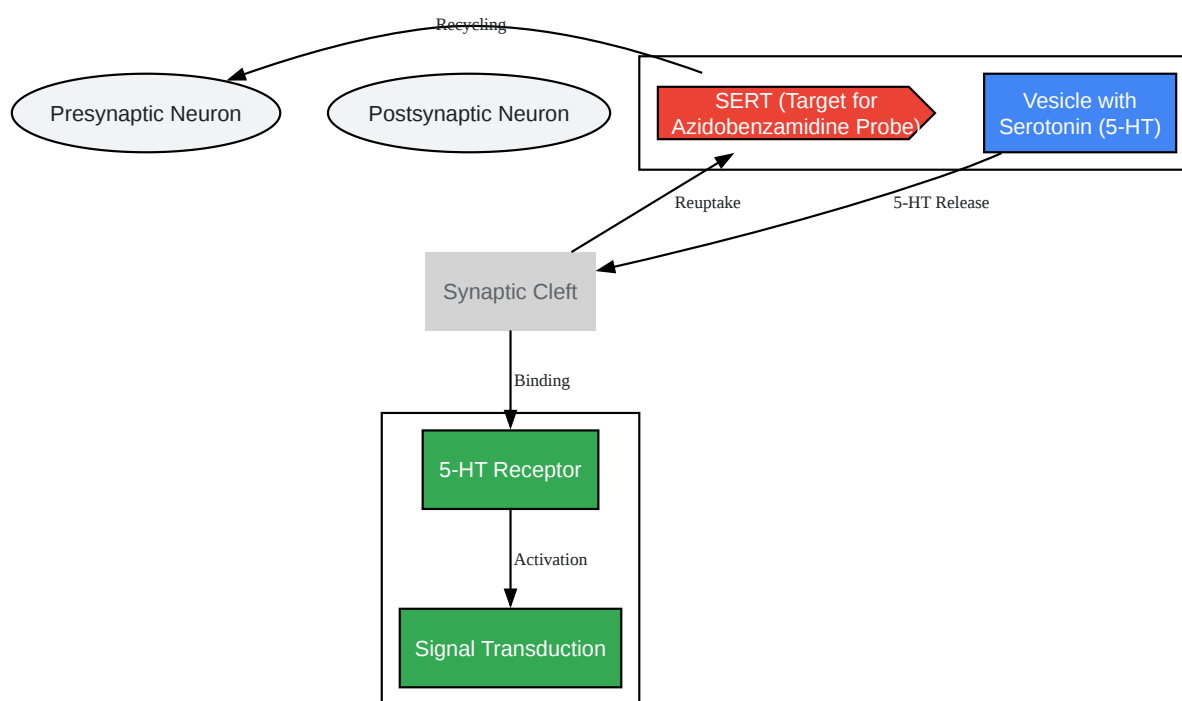 Recycling
Presynaptic Neuron
Postsynaptic Neuron
SERT (Target for
Azidobenzamidine Probe)
Vesicle with
Serotonin (5-HT)
Reuptake
5-HT Release
Synaptic Cleft
Binding
5-HT Receptor
Activation
Signal Transduction